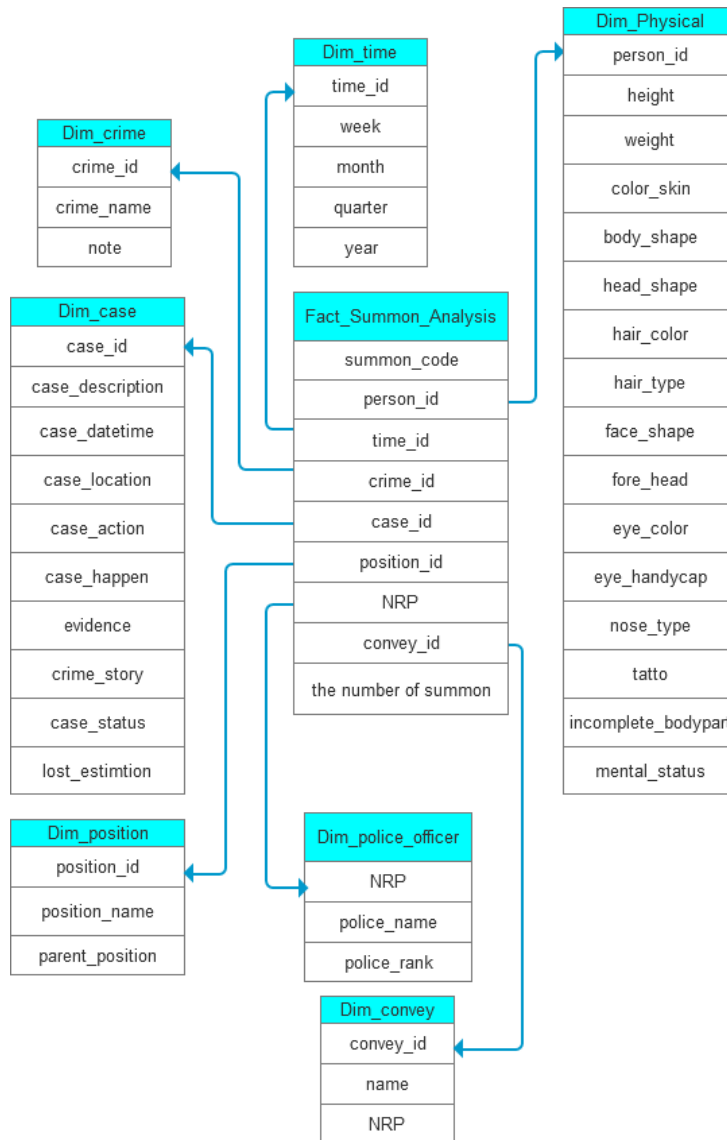 Dim_Physical
person_id
height
weight
color_skin
body_shape
head_shape
hair_color
hair_type
face_shape
fore_head
eye_color
eye_handycap
nose_type
tatto
incomplete_bodypart
mental_status
Dim_time
time_id
week
month
quarter
year
Dim_crime
crime_id
crime_name
note
Dim_case
case_id
case_description
case_datetime
case_location
case_action
case_happen
evidence
crime_story
case_status
lost_estimtion
Fact_Summon_Analysis
summon_code
person_id
time_id
crime_id
case_id
position_id
NRP
convey_id
the number of summon
Dim_position
position_id
position_name
parent_position
Dim_police_officer
NRP
police_name
police_rank
Dim_convey
convey_id
name
NRP